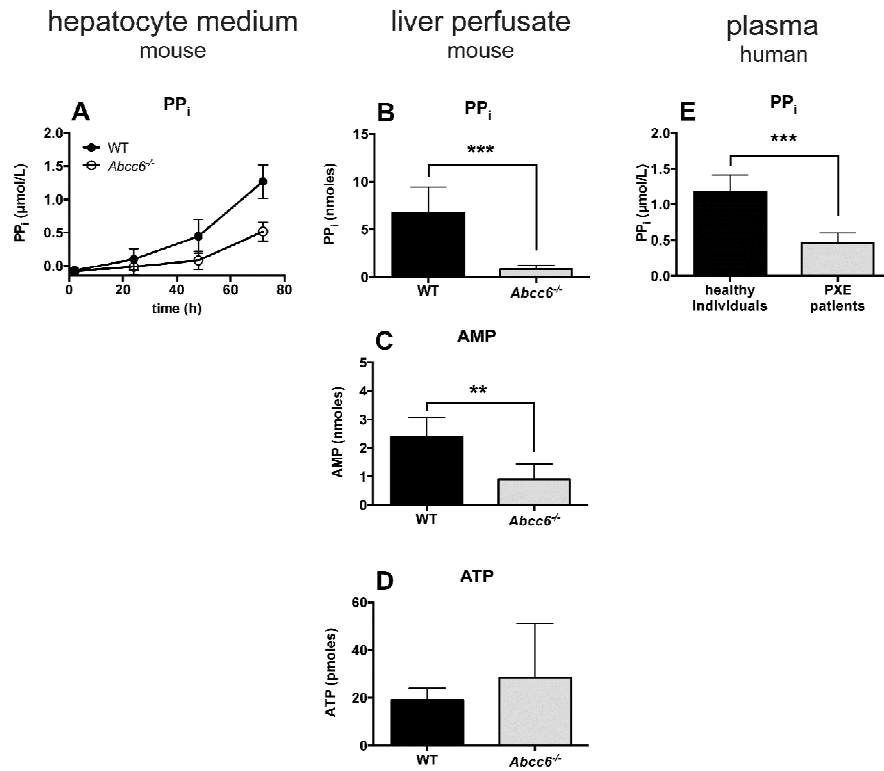 hepatocyte medium
mouse
liver perfusate
mouse
plasma
human
A
PPi
2.0
1.5
1.0
0.5
0.0
PPi (µmol/L)
WT
Abcc6-/-
0 20 40 60 80
time (h)
B
PPi
15
10
5
0
PPi (nmoles)
***
WT Abcc6-/-
E
PPi
2.0
1.5
1.0
0.5
0.0
PPi (µmol/L)
***
healthy
individuals
PXE
patients
C
AMP
5
4
3
2
1
0
AMP (nmoles)
**
WT Abcc6-/-
D
ATP
60
40
20
0
ATP (pmoles)
WT Abcc6-/-